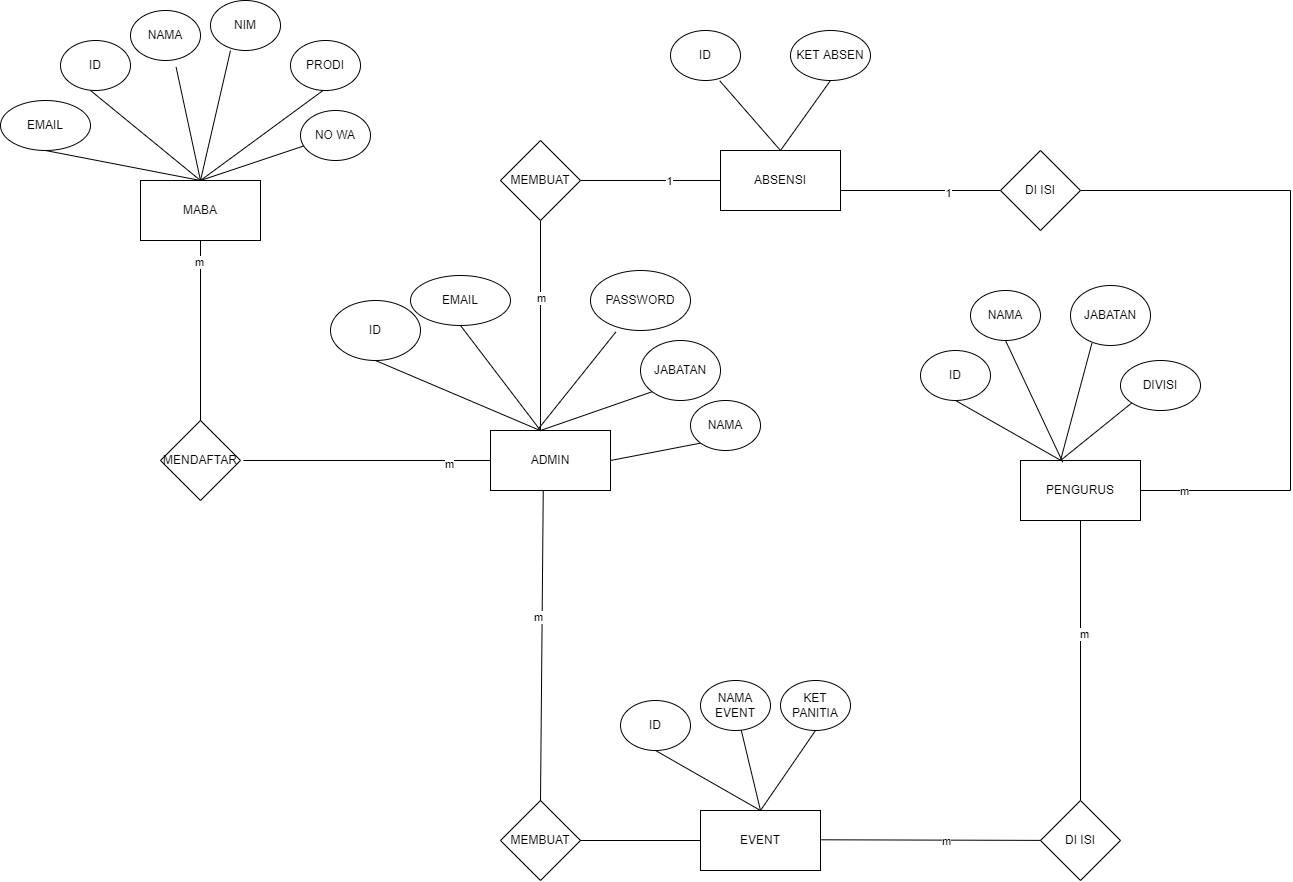 NIM
NAMA
ID
PRODI
EMAIL
NO WA
MABA
m
MENDAFTAR
m
ID
KET ABSEN
MEMBUAT
1
ABSENSI
1
DI ISI
m
ID
EMAIL
PASSWORD
JABATAN
NAMA
ADMIN
NAMA
JABATAN
ID
DIVISI
PENGURUS
m
m
m
ID
NAMA
EVENT
KET
PANITIA
MEMBUAT
EVENT
m
DI ISI